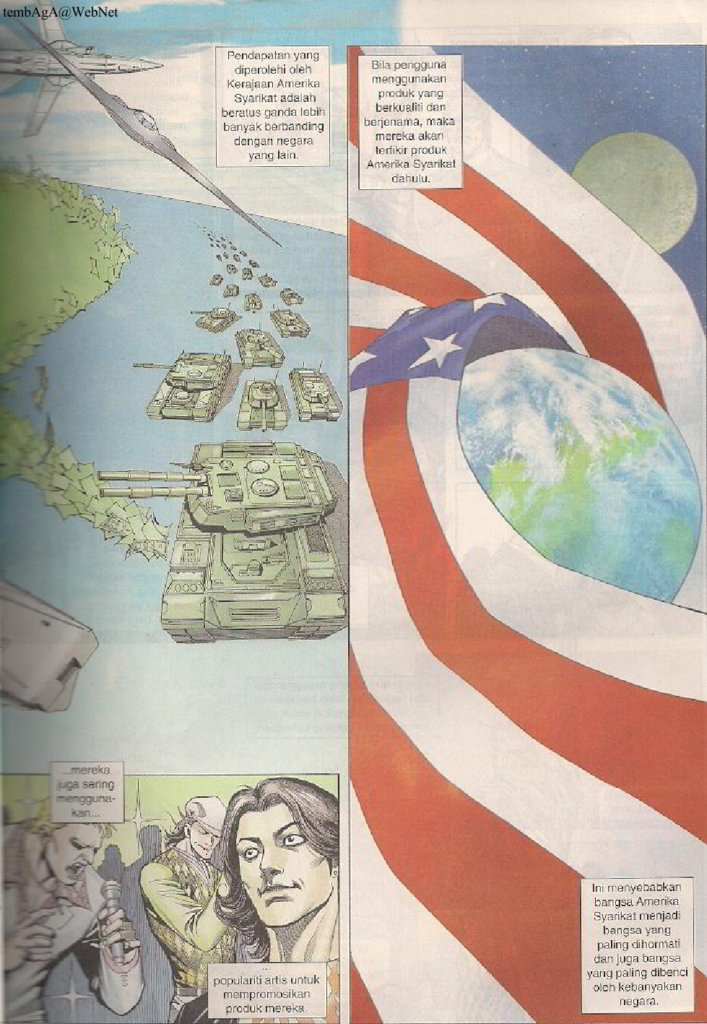 tembAgA@WebNet
Pendapatan yang
diperolehi oleh
Kerajaan Amerika
Syarikat adalah
beratus ganda lebih
banyak berbanding
dengan negara
yang lain.
Bila pengguna
menggunakan
produk yang
berkualiti dan
berjenama, maka
mereka akan
terfikir produk
Amerika Syarikat
dahulu.
...mereka
juga sering
mengguna-
kan...
populariti artis untuk
mempromosikan
produk mereka.
Ini menyebabkan
bangsa Amerika
Syarikat menjadi
bangsa yang
paling dihormati
dan juga bangsa
yang paling dibenci
oleh kebanyakan
negara.